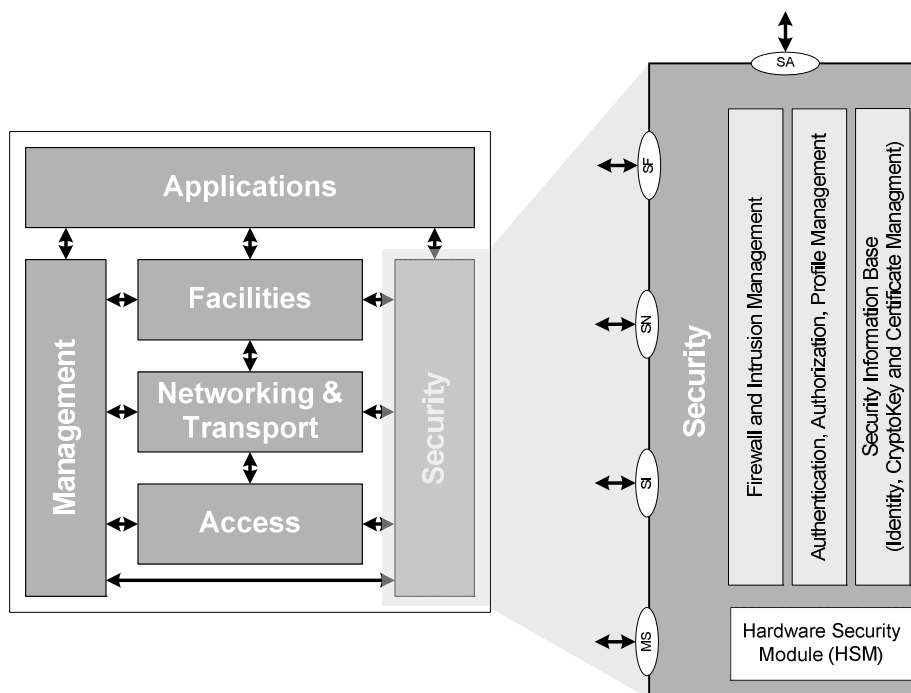 Applications
Facilities
Networking &
Transport
Access
Management
Security
SA
SF
SN
SI
MS
Security
Firewall and Intrusion Management
Authentication, Authorization, Profile Management
Security Information Base
(Identity, CryptoKey and Certificate Managment)
Hardware Security
Module (HSM)